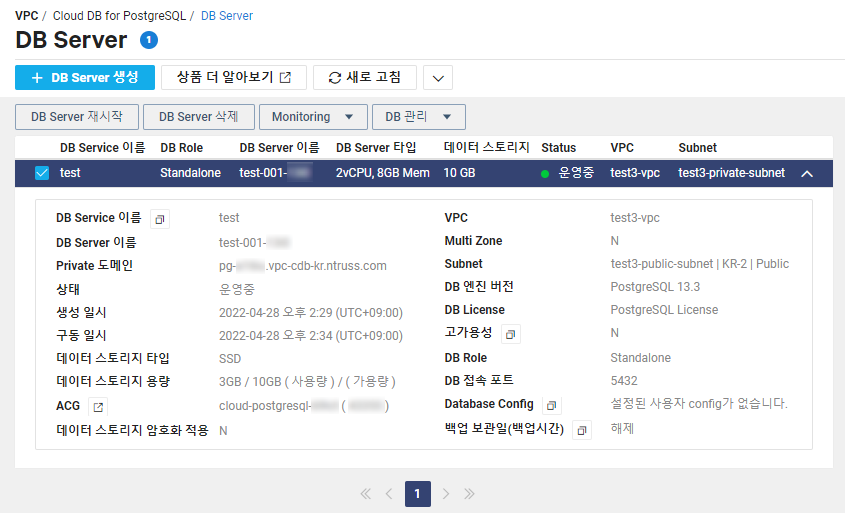 VPC / Cloud DB for PostgreSQL / DB Server
DB Server 1
+ DB Server 생성 상품 더 알아보기 새로 고침
DB Server 재시작 DB Server 삭제 Monitoring DB 관리
DB Service 이름 DB Role DB Server 이름 DB Server 타입 데이터 스토리지 Status VPC Subnet
test Standalone test-001- 2vCPU, 8GB Mem 10 GB 운영중 test3-vpc test3-private-subnet
DB Service 이름 test VPC test3-vpc
DB Server 이름 test-001- Multi Zone N
Private 도메인 pg- .vpc-cdb-kr.ntruss.com Subnet test3-public-subnet | KR-2 | Public
상태 운영중 DB 엔진 버전 PostgreSQL 13.3
생성 일시 2022-04-28 오후 2:29 (UTC+09:00) DB License PostgreSQL License
구동 일시 2022-04-28 오후 2:34 (UTC+09:00) 고가용성 N
데이터 스토리지 타입 SSD DB Role Standalone
데이터 스토리지 용량 3GB / 10GB ( 사용량 ) / ( 가용량 ) DB 접속 포트 5432
ACG cloud-postgresql- ( ) Database Config 설정된 사용자 config가 없습니다.
데이터 스토리지 암호화 적용 N 백업 보관일(백업시간) 해제
1